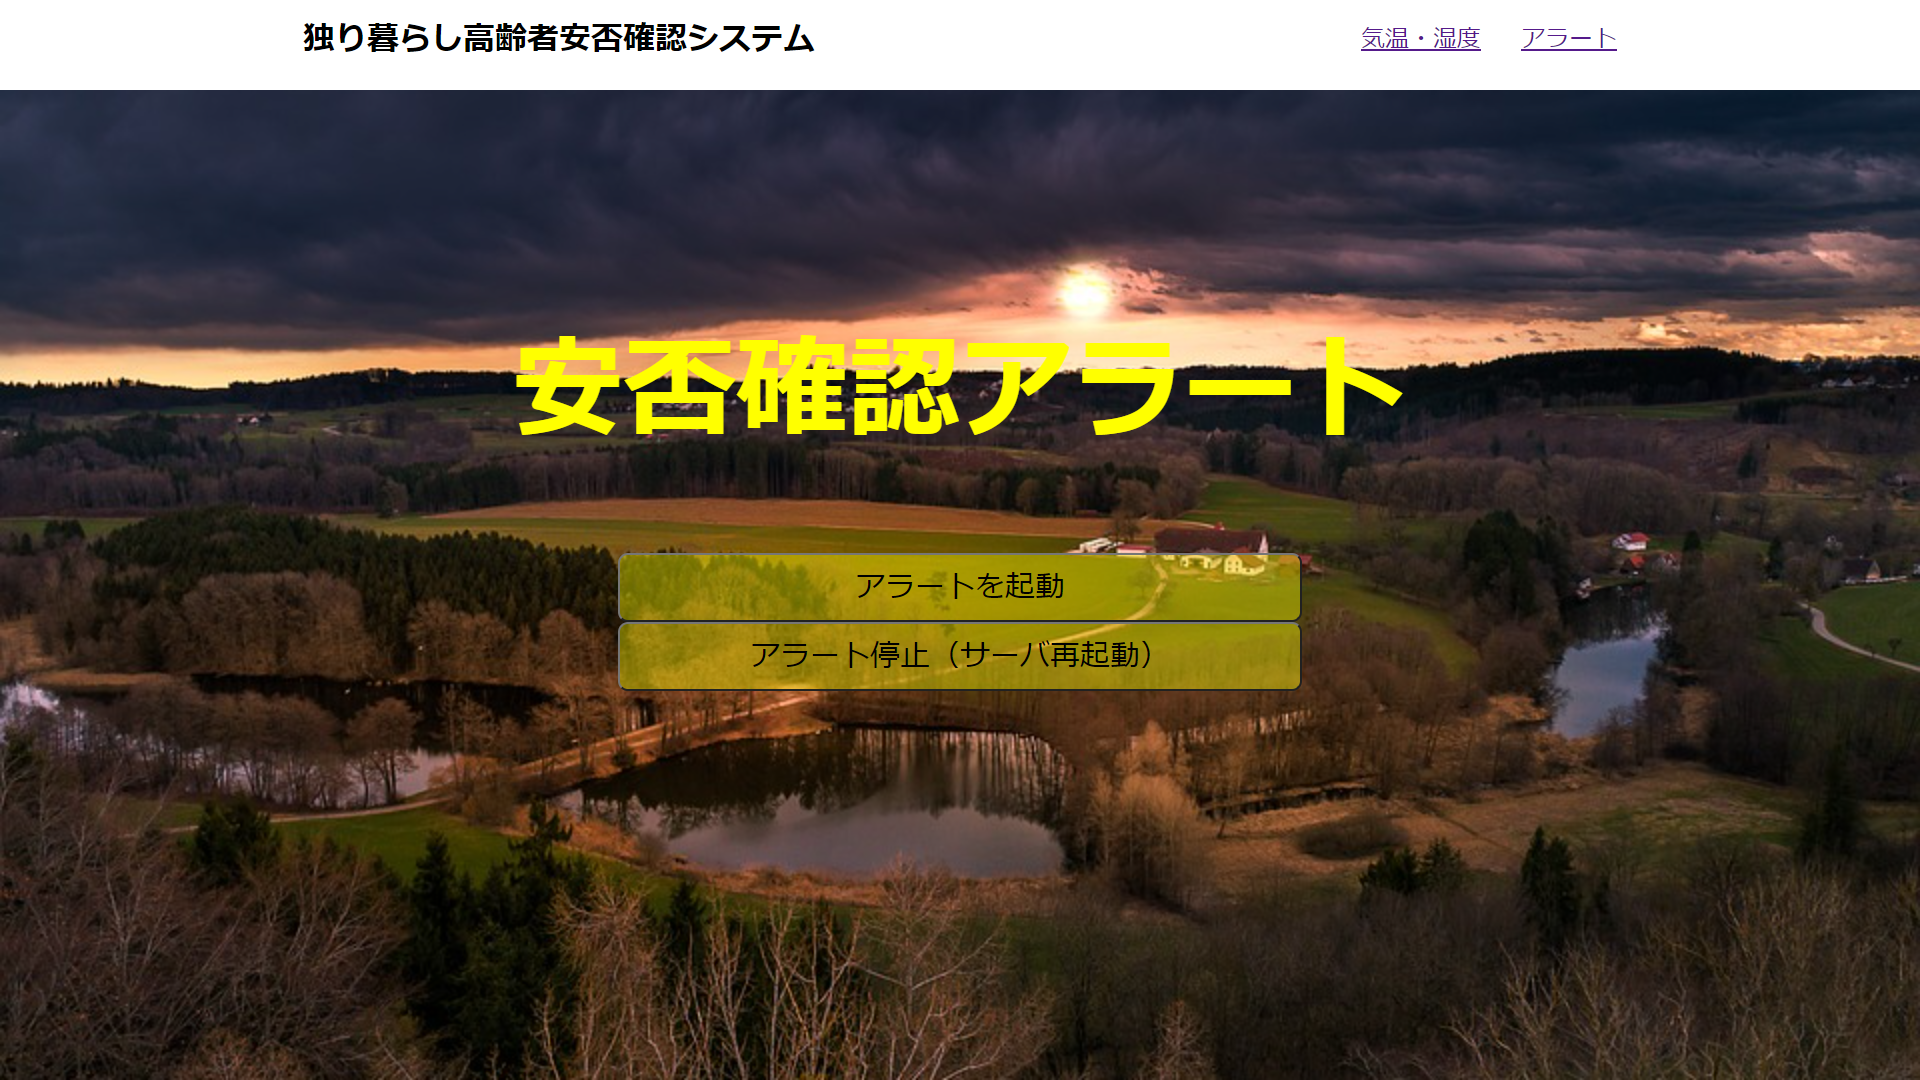 独り暮らし高齢者安否確認システム
気温・湿度
アラート
安否確認アラート
アラートを起動
アラート停止（サーバ再起動）